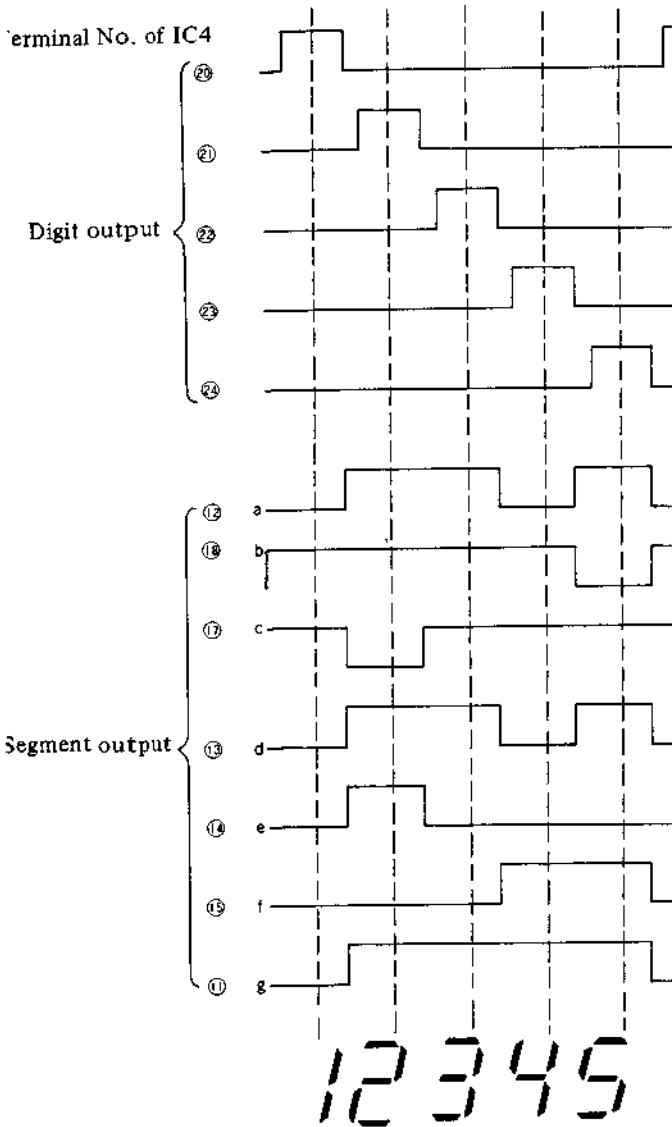 erminal No. of IC4
⑳
㉑
Digit output
㉒
㉓
㉔
⑫ a
⑱ b
⑰ c
Segment output
⑬ d
⑭ e
⑮ f
⑪ g
12345